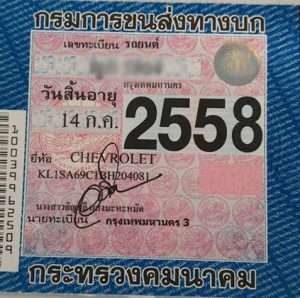 กรมการขนส่งทางบก
เลขทะเบียน รถยนต์
กรุงเทพมหานคร
วันสิ้นอายุ
14 ก.ค.
2558
ยี่ห้อ CHEVROLET
KL1SA69C1BH204081
นายทะเบียน กรุงเทพมหานคร 3
กระทรวงคมนาคม